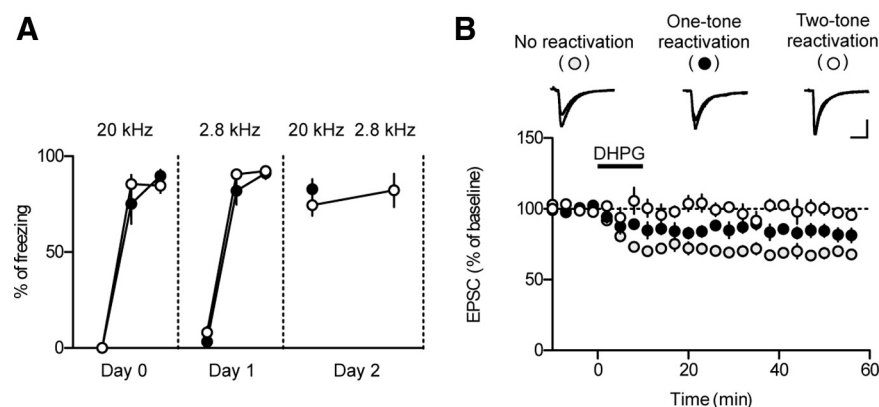 A
20 kHz
2.8 kHz
20 kHz 2.8 kHz
100
50
0
% of freezing
Day 0
Day 1
Day 2
B
No reactivation
( )
One-tone
reactivation
( )
Two-tone
reactivation
( )
150
100
50
0
EPSC (% of baseline)
DHPG
0
20
40
60
Time (min)